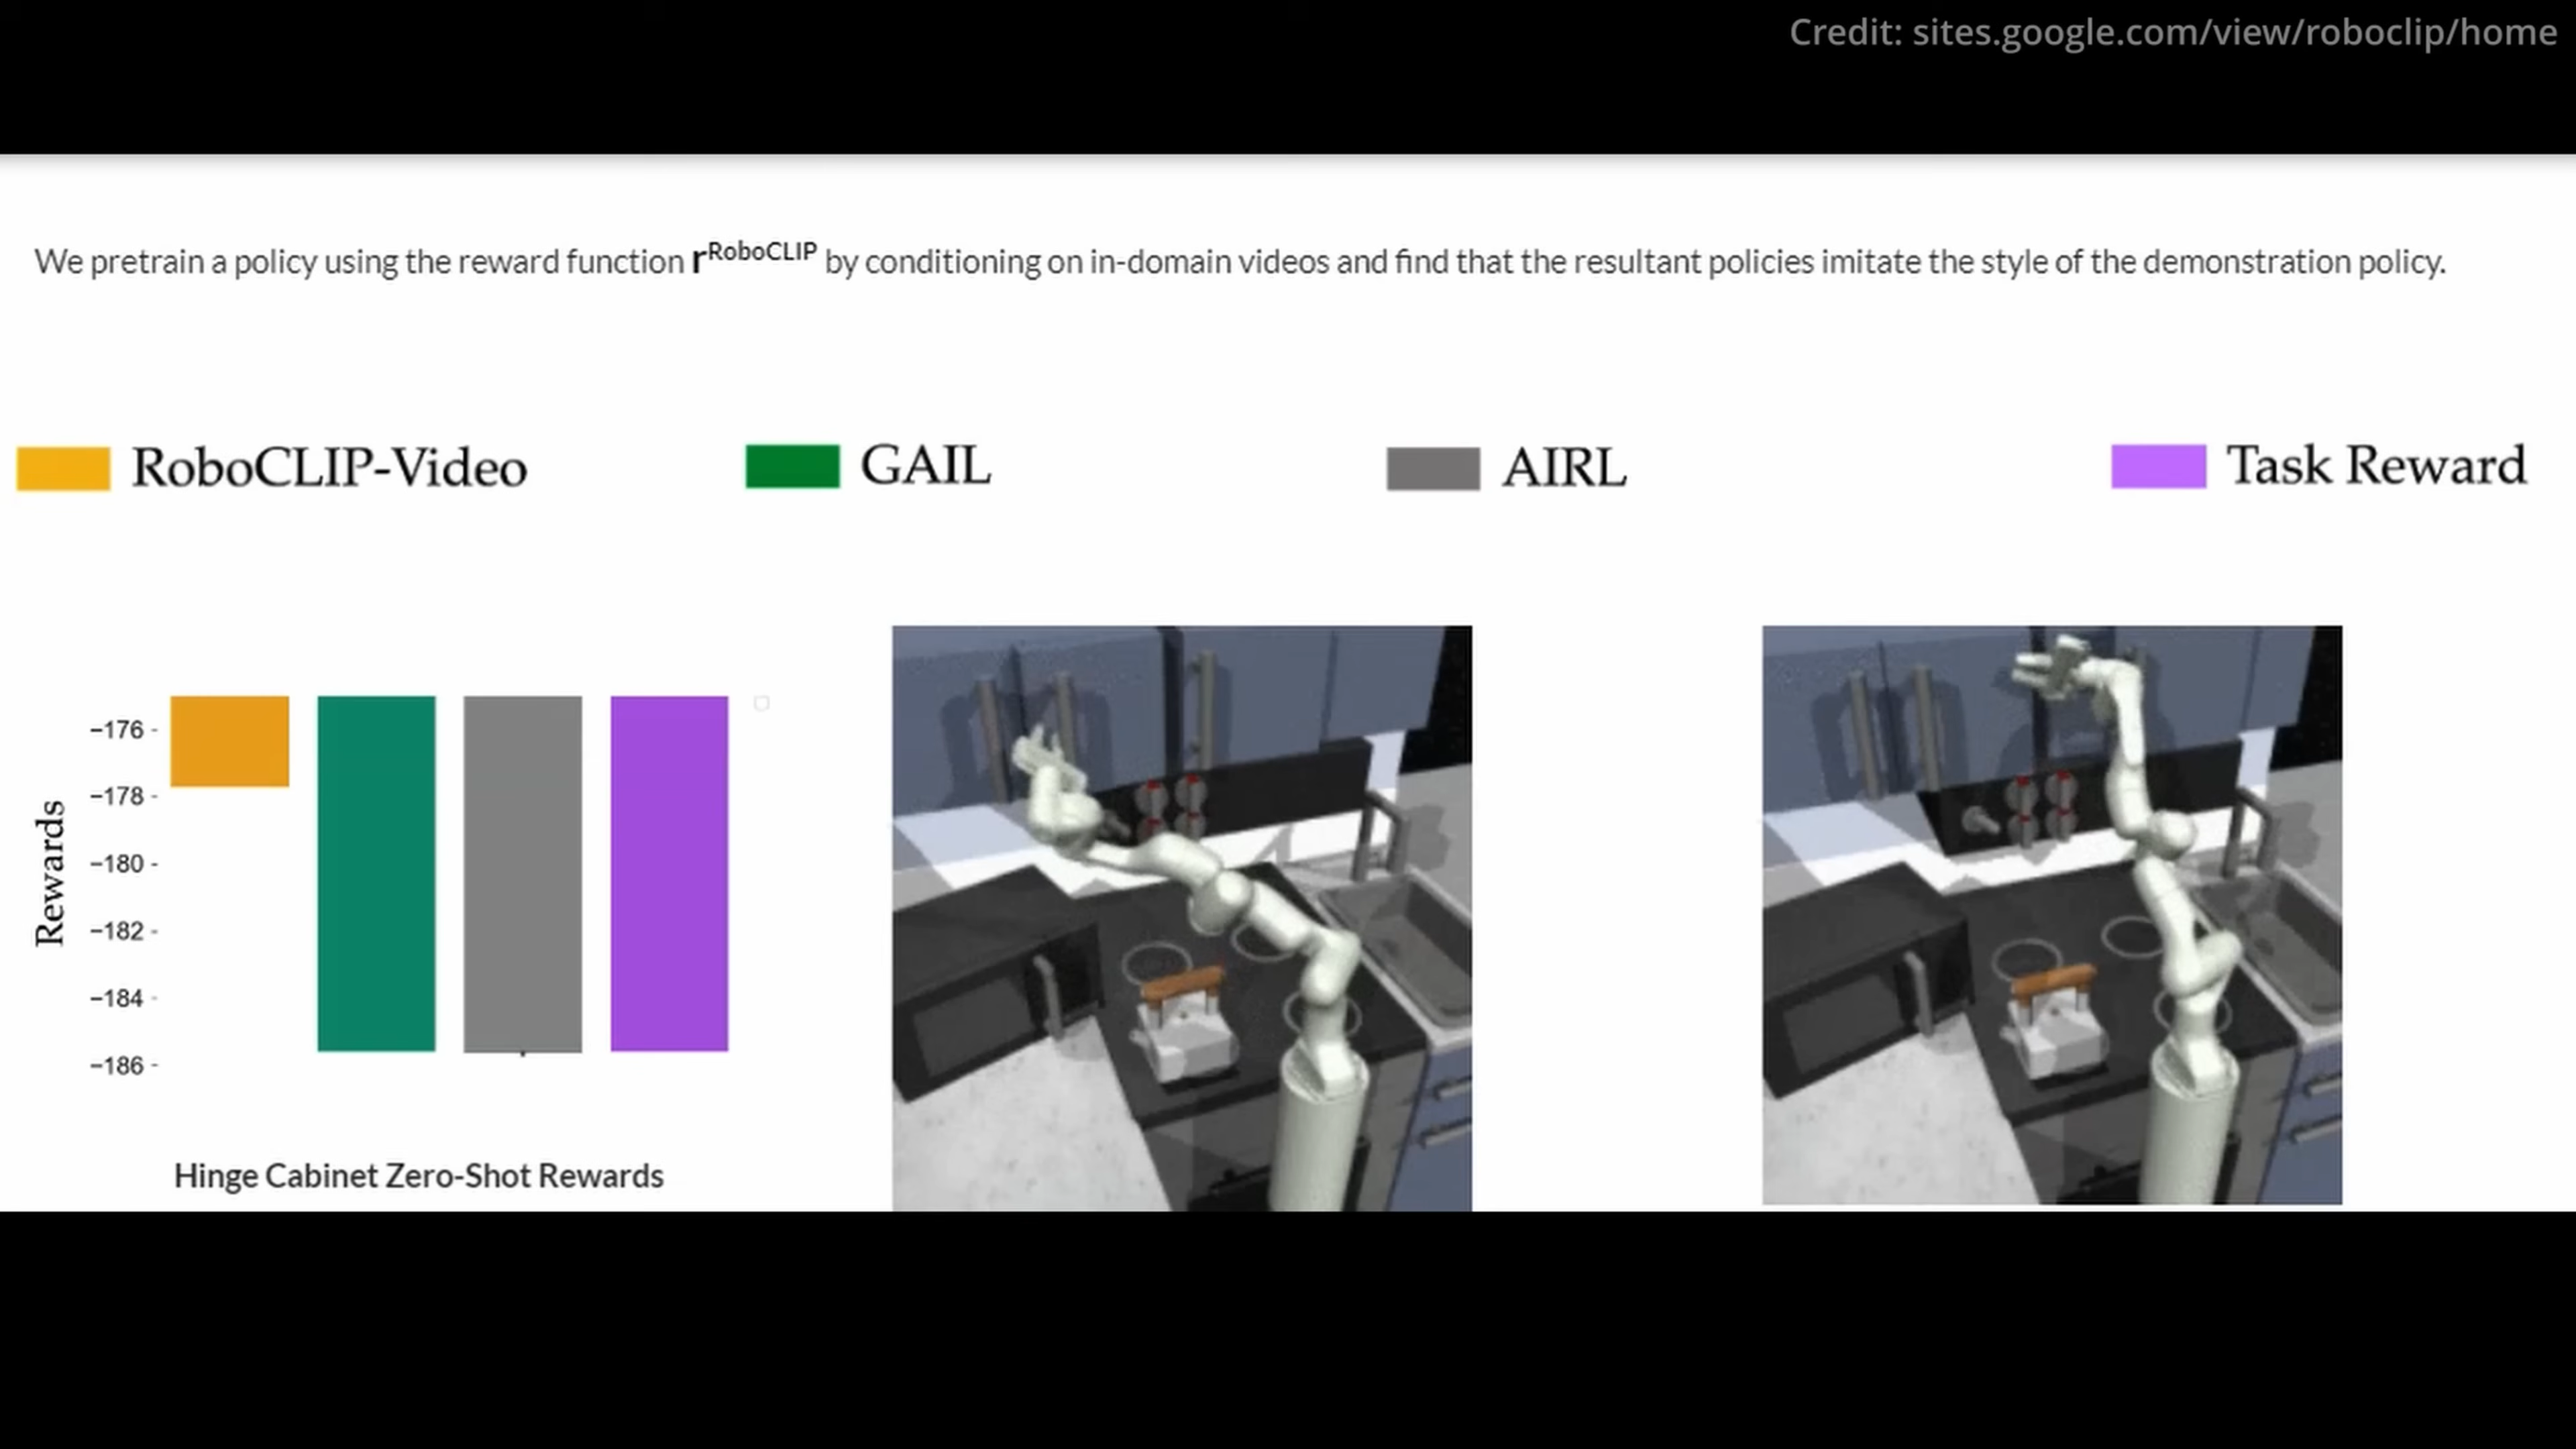 Credit: sites.google.com/view/roboclip/home
We pretrain a policy using the reward function rRoboCLIP by conditioning on in-domain videos and find that the resultant policies imitate the style of the demonstration policy.
RoboCLIP-Video
GAIL
AIRL
Task Reward
Rewards
−176
−178
−180
−182
−184
−186
Hinge Cabinet Zero-Shot Rewards